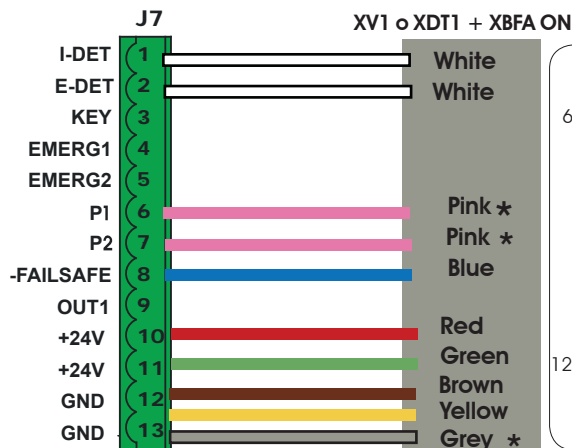 J7 XV1 o XDT1 + XBFA ON
I-DET 1 White
E-DET 2 White
KEY 3 6
EMERG1 4
EMERG2 5
P1 6 Pink *
P2 7 Pink *
-FAILSAFE 8 Blue
OUT1 9
+24V 10 Red
+24V 11 Green 12
GND 12 Brown
Yellow
GND 13 Grey *